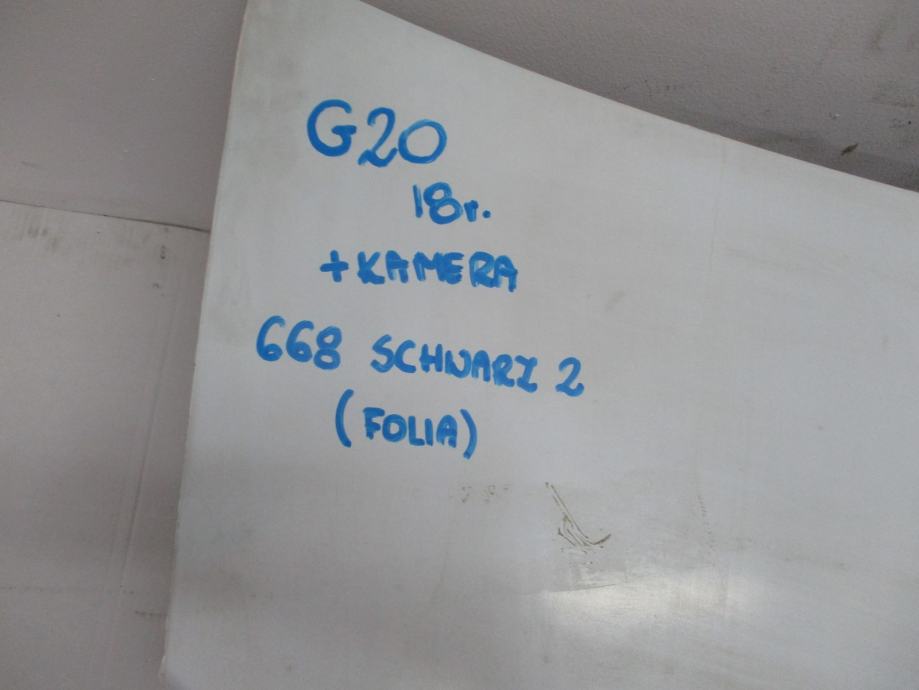 G20
18r.
+KAMERA
668 SCHWARZ 2
(FOLIA)